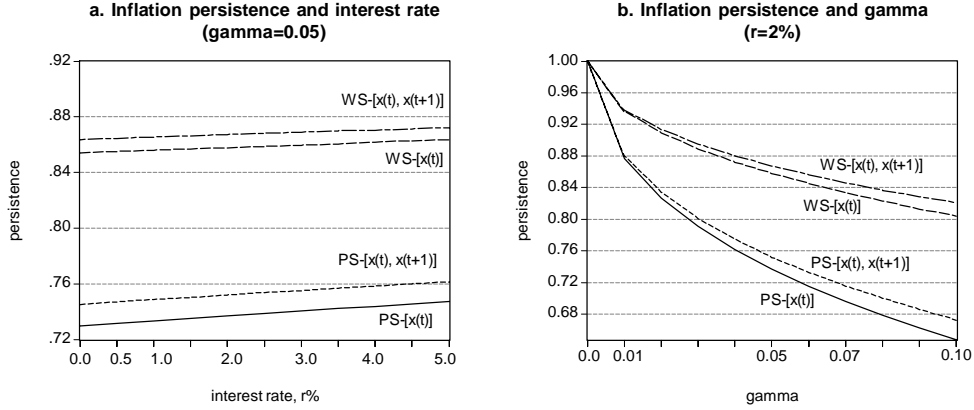 a. Inflation persistence and interest rate
(gamma=0.05)
.92
.88
.84
.80
.76
.72
persistence
WS-[x(t), x(t+1)]
WS-[x(t)]
PS-[x(t), x(t+1)]
PS-[x(t)]
0.0 0.5 1.0 2.0 3.0 4.0 5.0
interest rate, r%
b. Inflation persistence and gamma
(r=2%)
1.00
0.96
0.92
0.88
0.84
0.80
0.76
0.72
0.68
persistence
WS-[x(t), x(t+1)]
WS-[x(t)]
PS-[x(t), x(t+1)]
PS-[x(t)]
0.0 0.01 0.05 0.07 0.10
gamma